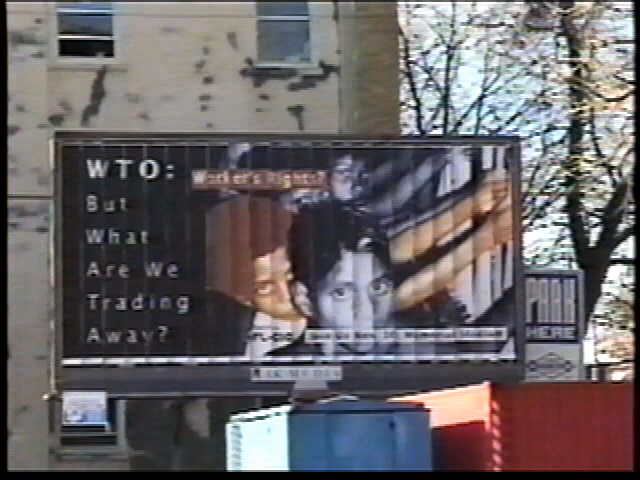 WTO:
Worker's Rights?
But
What
Are We
Trading
Away?
PARK
HERE